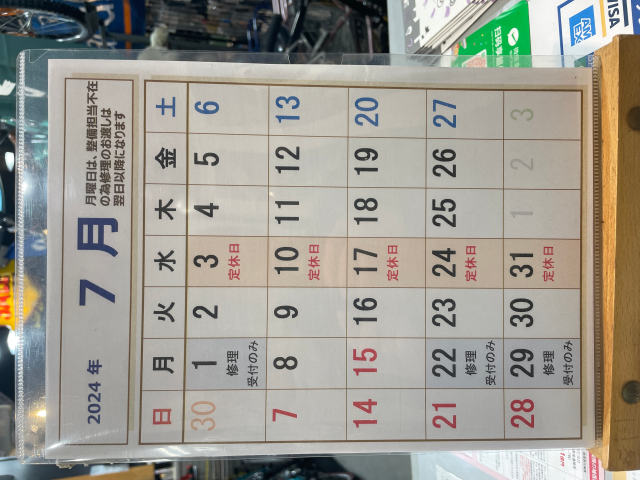 2024年 7月
月曜日は、整備担当不在
の為修理のお渡しは
翌日以降になります
日 月 火 水 木 金 土
30 1 2 3 4 5 6
修理
受付のみ
定休日
7 8 9 10 11 12 13
定休日
14 15 16 17 18 19 20
定休日
21 22 23 24 25 26 27
修理
受付のみ
定休日
28 29 30 31 1 2 3
修理
受付のみ
定休日
VISA